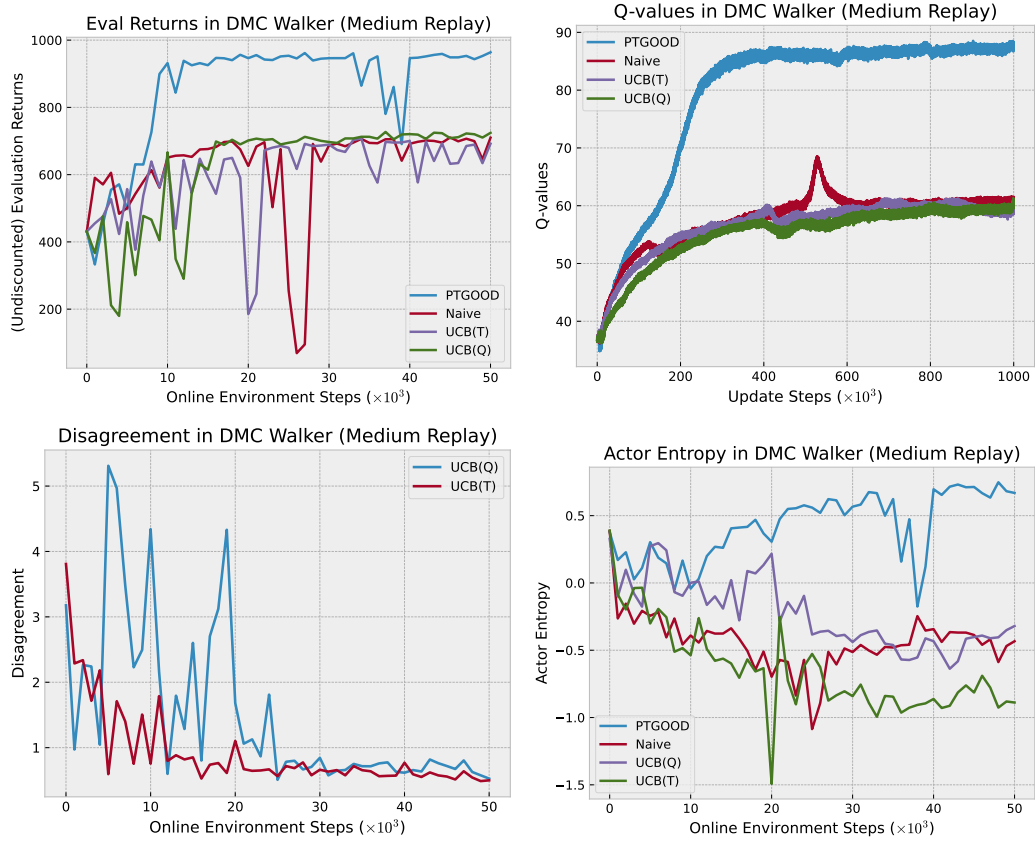 Eval Returns in DMC Walker (Medium Replay)
(Undiscounted) Evaluation Returns
1000
800
600
400
200
0
10
20
30
40
50
Online Environment Steps (×10³)
PTGOOD
Naive
UCB(T)
UCB(Q)
Q-values in DMC Walker (Medium Replay)
Q-values
90
80
70
60
50
40
0
200
400
600
800
1000
Update Steps (×10³)
PTGOOD
Naive
UCB(T)
UCB(Q)
Disagreement in DMC Walker (Medium Replay)
Disagreement
5
4
3
2
1
0
10
20
30
40
50
Online Environment Steps (×10³)
UCB(Q)
UCB(T)
Actor Entropy in DMC Walker (Medium Replay)
Actor Entropy
0.5
0.0
−0.5
−1.0
−1.5
0
10
20
30
40
50
Online Environment Steps (×10³)
PTGOOD
Naive
UCB(Q)
UCB(T)